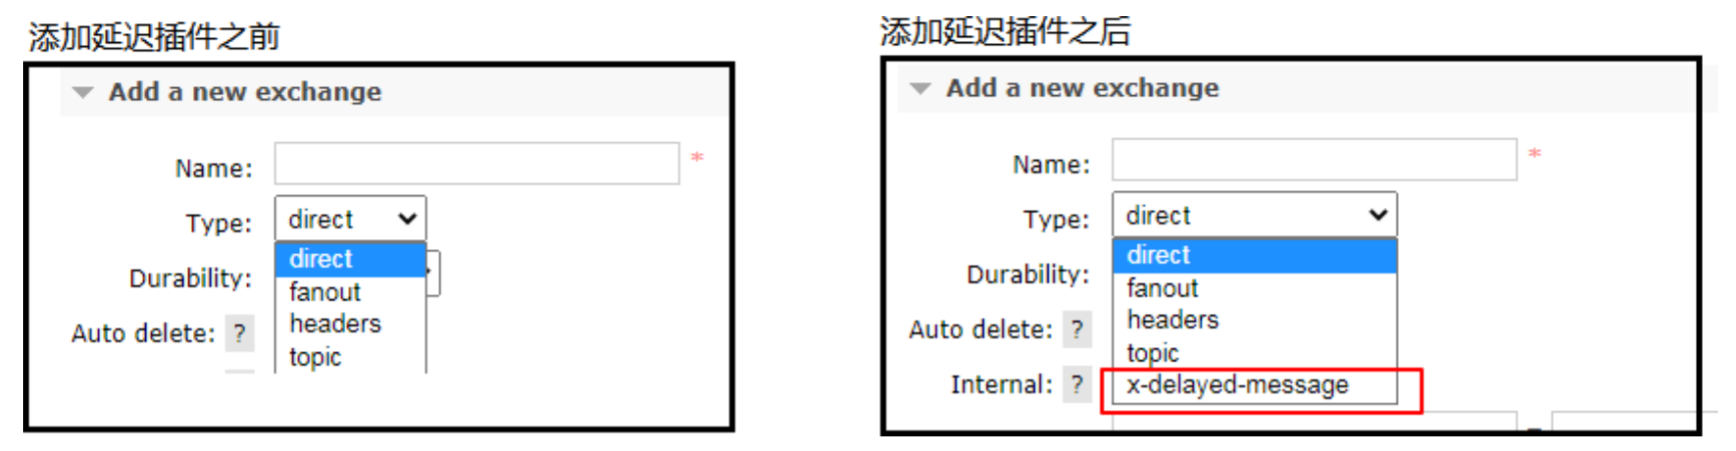 添加延迟插件之前
Add a new exchange
Name:
*
Type:
direct
direct
Durability:
fanout
headers
Auto delete: ?
topic
添加延迟插件之后
Add a new exchange
Name:
*
Type:
direct
direct
Durability:
fanout
headers
Auto delete: ?
topic
Internal: ?
x-delayed-message
=